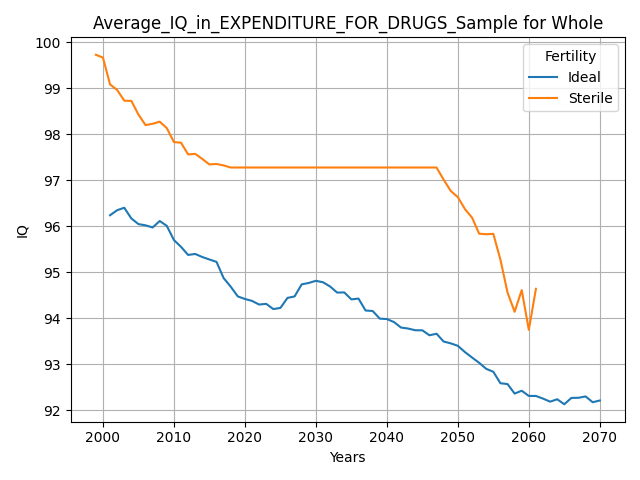 Average_IQ_in_EXPENDITURE_FOR_DRUGS_Sample for Whole
Fertility
Ideal
Sterile
IQ
100
99
98
97
96
95
94
93
92
2000 2010 2020 2030 2040 2050 2060 2070
Years